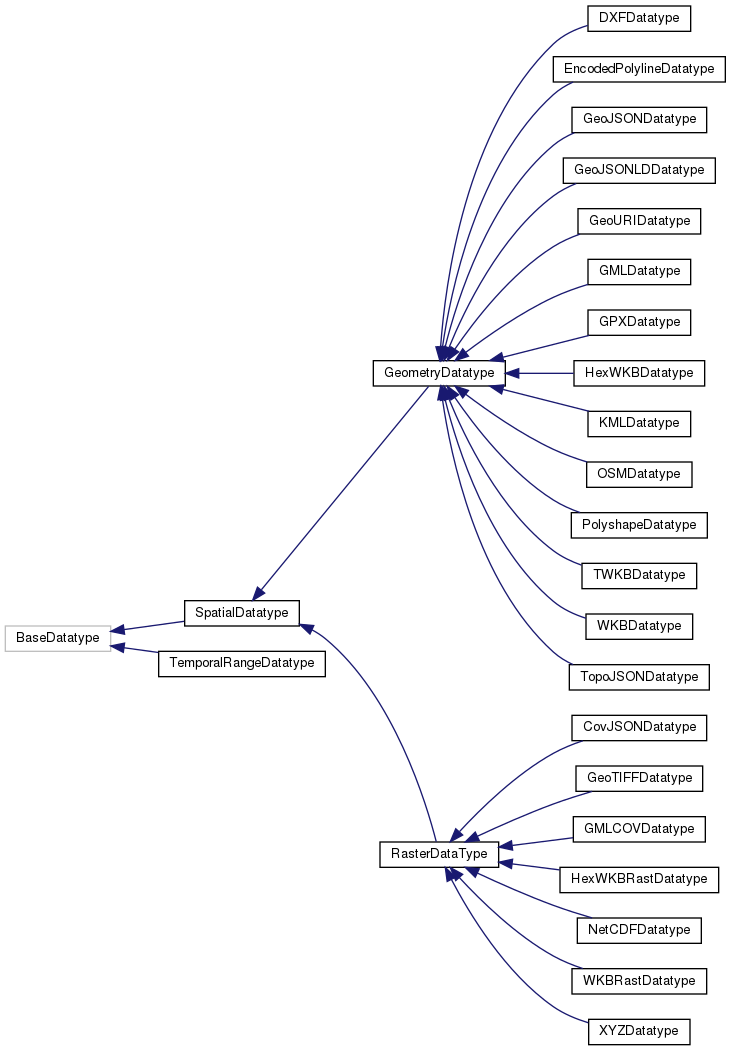 DXFDatatype
EncodedPolylineDatatype
GeoJSONDatatype
GeoJSONLDDatatype
GeoURIDatatype
GMLDatatype
GPXDatatype
GeometryDatatype
HexWKBDatatype
KMLDatatype
OSMDatatype
PolyshapeDatatype
TWKBDatatype
SpatialDatatype
WKBDatatype
BaseDatatype
TemporalRangeDatatype
TopoJSONDatatype
CovJSONDatatype
GeoTIFFDatatype
GMLCOVDatatype
RasterDataType
HexWKBRastDatatype
NetCDFDatatype
WKBRastDatatype
XYZDatatype